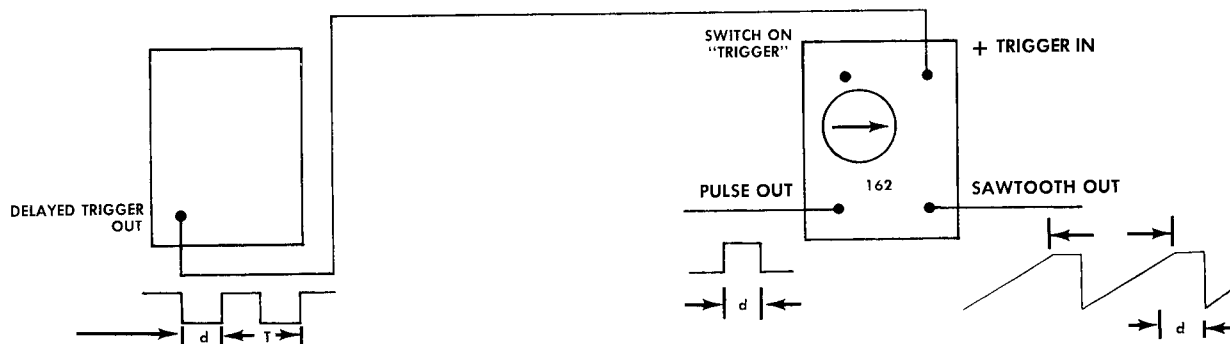 SWITCH ON
"TRIGGER"
+ TRIGGER IN
162
PULSE OUT
SAWTOOTH OUT
DELAYED TRIGGER
OUT
d
T
d
d